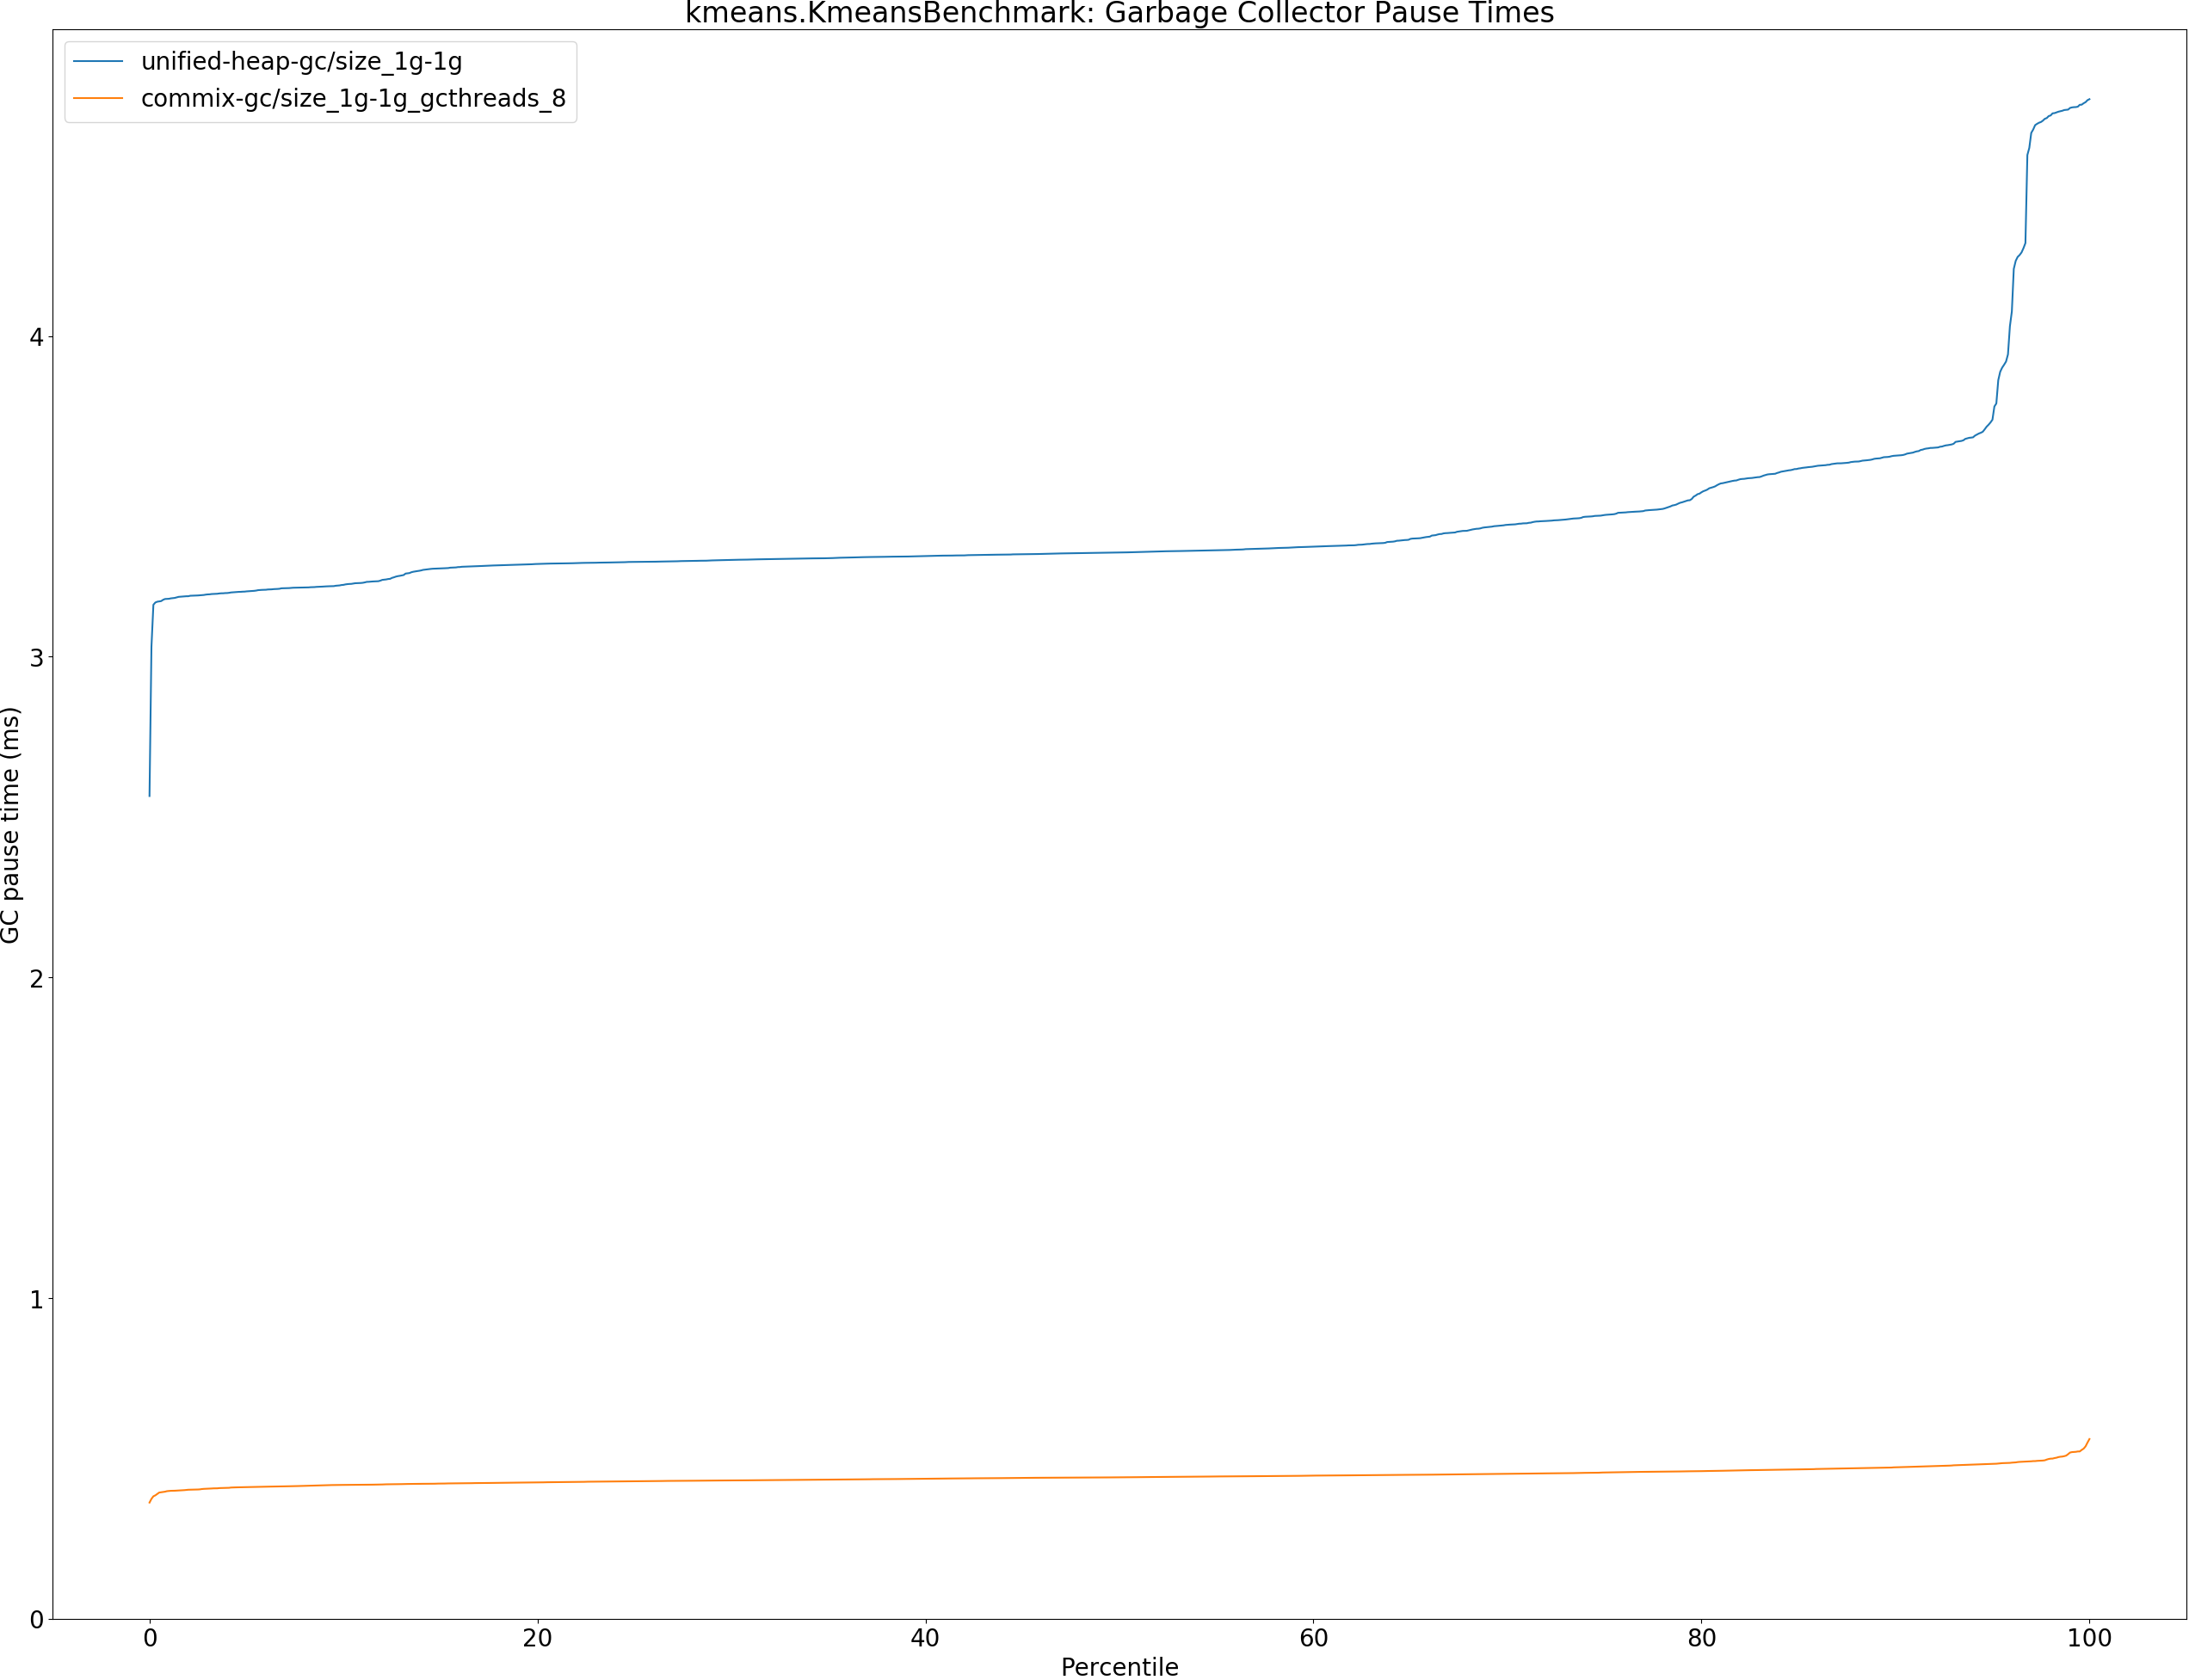 kmeans.KmeansBenchmark: Garbage Collector Pause Times
unified-heap-gc/size_1g-1g
commix-gc/size_1g-1g_gcthreads_8
GC pause time (ms)
4
3
2
1
0
0 20 40 60 80 100
Percentile